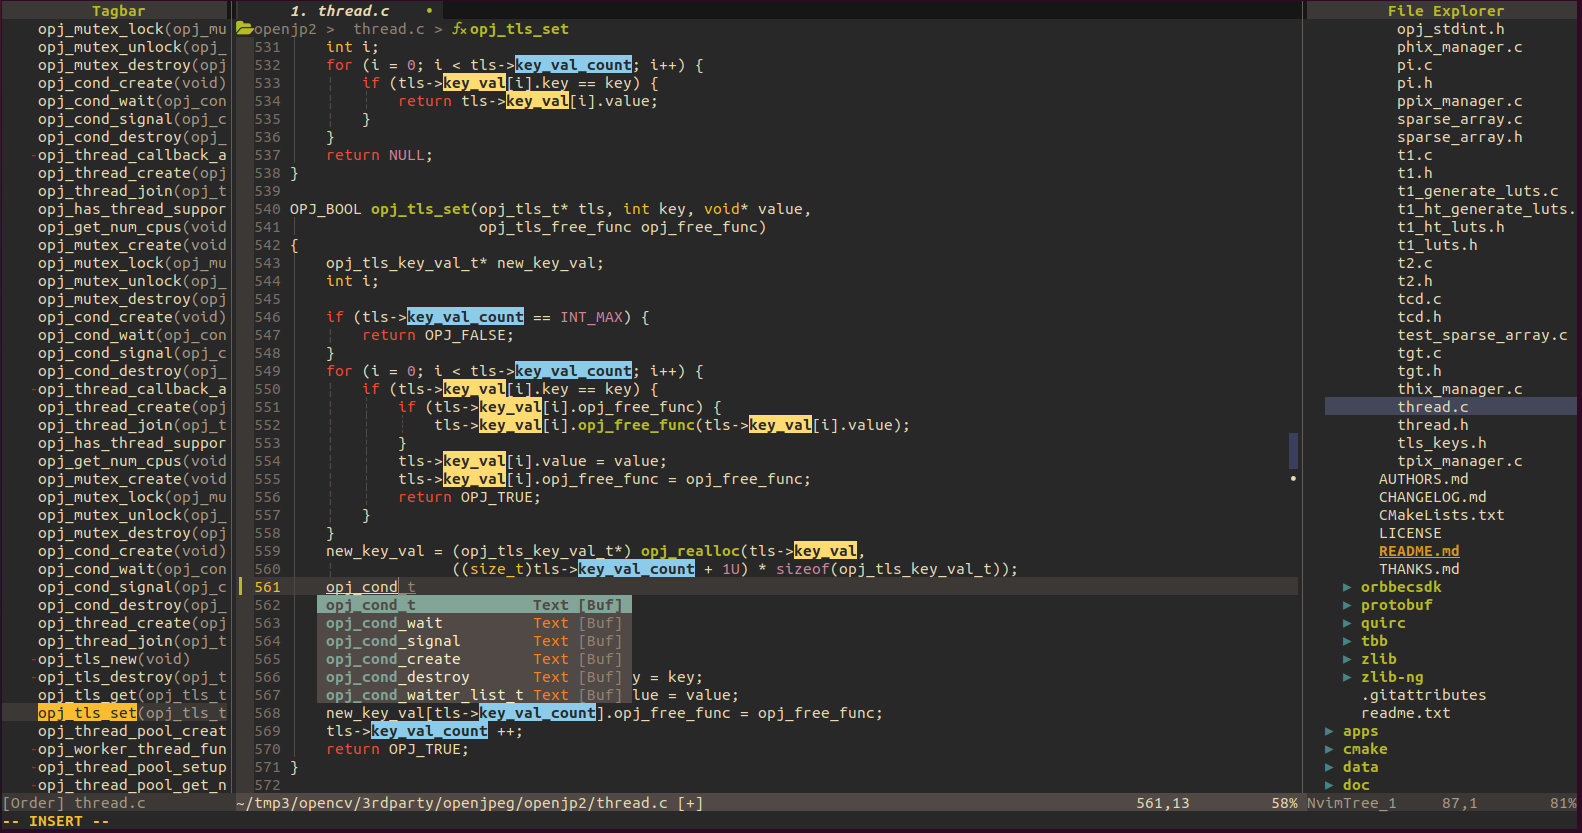 Tagbar
opj_mutex_lock(opj_mu
opj_mutex_unlock(opj_
opj_mutex_destroy(opj
opj_cond_create(void)
opj_cond_wait(opj_con
opj_cond_signal(opj_c
opj_cond_destroy(opj_
-opj_thread_callback_a
opj_thread_create(opj
opj_thread_join(opj_t
opj_has_thread_suppor
opj_get_num_cpus(void
opj_mutex_create(void
opj_mutex_lock(opj_mu
opj_mutex_unlock(opj_
opj_mutex_destroy(opj
opj_cond_create(void)
opj_cond_wait(opj_con
opj_cond_signal(opj_c
opj_cond_destroy(opj_
-opj_thread_callback_a
opj_thread_create(opj
opj_thread_join(opj_t
opj_has_thread_suppor
opj_get_num_cpus(void
opj_mutex_create(void
opj_mutex_lock(opj_mu
opj_mutex_unlock(opj_
opj_mutex_destroy(opj
opj_cond_create(void)
opj_cond_wait(opj_con
opj_cond_signal(opj_c
opj_cond_destroy(opj_
opj_thread_create(opj
opj_thread_join(opj_t
-opj_tls_new(void)
-opj_tls_destroy(opj_t
opj_tls_get(opj_tls_t
opj_tls_set(opj_tls_t
opj_thread_pool_creat
-opj_worker_thread_fun
-opj_thread_pool_setup
-opj_thread_pool_get_n
[Order] thread.c
-- INSERT --
1. thread.c •
openjp2 > thread.c > ƒx opj_tls_set
531 int i;
532 for (i = 0; i < tls->key_val_count; i++) {
533 if (tls->key_val[i].key == key) {
534 return tls->key_val[i].value;
535 }
536 }
537 return NULL;
538 }
539
540 OPJ_BOOL opj_tls_set(opj_tls_t* tls, int key, void* value,
541 opj_tls_free_func opj_free_func)
542 {
543 opj_tls_key_val_t* new_key_val;
544 int i;
545
546 if (tls->key_val_count == INT_MAX) {
547 return OPJ_FALSE;
548 }
549 for (i = 0; i < tls->key_val_count; i++) {
550 if (tls->key_val[i].key == key) {
551 if (tls->key_val[i].opj_free_func) {
552 tls->key_val[i].opj_free_func(tls->key_val[i].value);
553 }
554 tls->key_val[i].value = value;
555 tls->key_val[i].opj_free_func = opj_free_func;
556 return OPJ_TRUE;
557 }
558 }
559 new_key_val = (opj_tls_key_val_t*) opj_realloc(tls->key_val,
560 ((size_t)tls->key_val_count + 1U) * sizeof(opj_tls_key_val_t));
561 opj_cond_t
562 opj_cond_t Text [Buf]
563 opj_cond_wait Text [Buf]
564 opj_cond_signal Text [Buf]
565 opj_cond_create Text [Buf]
566 opj_cond_destroy Text [Buf] y = key;
567 opj_cond_waiter_list_t Text [Buf] lue = value;
568 new_key_val[tls->key_val_count].opj_free_func = opj_free_func;
569 tls->key_val_count ++;
570 return OPJ_TRUE;
571 }
572
~/tmp3/opencv/3rdparty/openjpeg/openjp2/thread.c [+] 561,13 58%
File Explorer
opj_stdint.h
phix_manager.c
pi.c
pi.h
ppix_manager.c
sparse_array.c
sparse_array.h
t1.c
t1.h
t1_generate_luts.c
t1_ht_generate_luts.
t1_ht_luts.h
t1_luts.h
t2.c
t2.h
tcd.c
tcd.h
test_sparse_array.c
tgt.c
tgt.h
thix_manager.c
thread.c
thread.h
tls_keys.h
tpix_manager.c
AUTHORS.md
CHANGELOG.md
CMakeLists.txt
LICENSE
README.md
THANKS.md
▶ orbbecsdk
▶ protobuf
▶ quirc
▶ tbb
▶ zlib
▶ zlib-ng
.gitattributes
readme.txt
▶ apps
▶ cmake
▶ data
▶ doc
NvimTree_1 87,1 81%